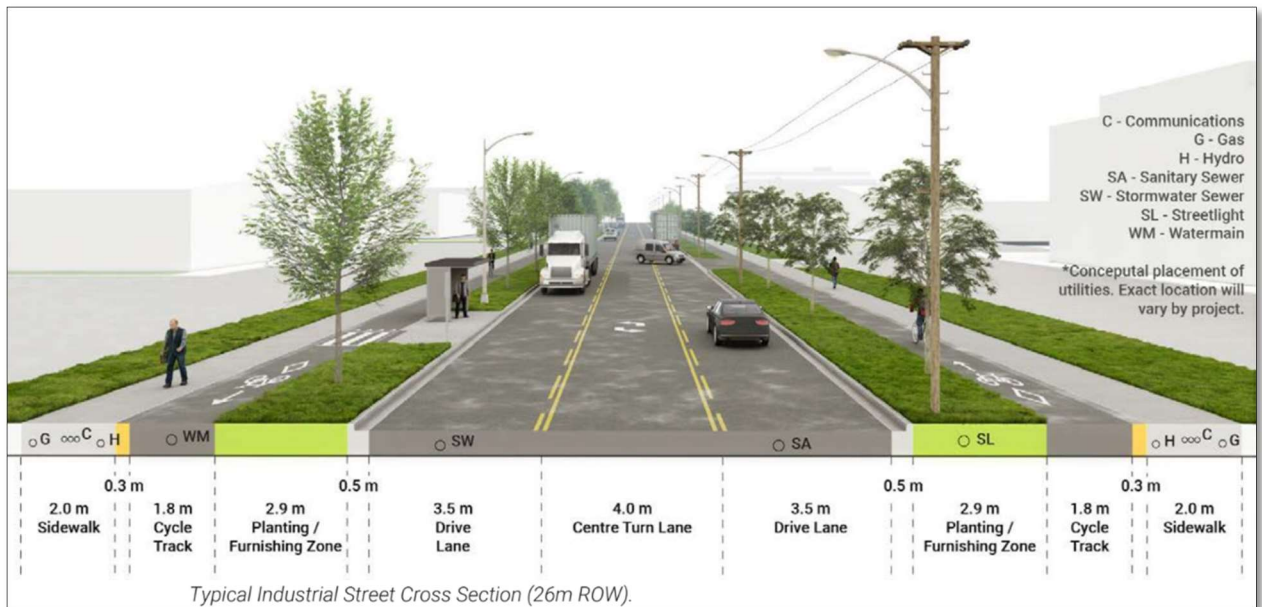 C - Communications
G - Gas
H - Hydro
SA - Sanitary Sewer
SW - Stormwater Sewer
SL - Streetlight
WM - Watermain
*Conceputal placement of
utilities. Exact location will
vary by project.
G C H WM SW SA SL H C G
0.3 m 0.5 m 0.5 m 0.3 m
2.0 m
Sidewalk
1.8 m
Cycle
Track
2.9 m
Planting /
Furnishing Zone
3.5 m
Drive
Lane
4.0 m
Centre Turn Lane
3.5 m
Drive Lane
2.9 m
Planting /
Furnishing Zone
1.8 m
Cycle
Track
2.0 m
Sidewalk
Typical Industrial Street Cross Section (26m ROW).